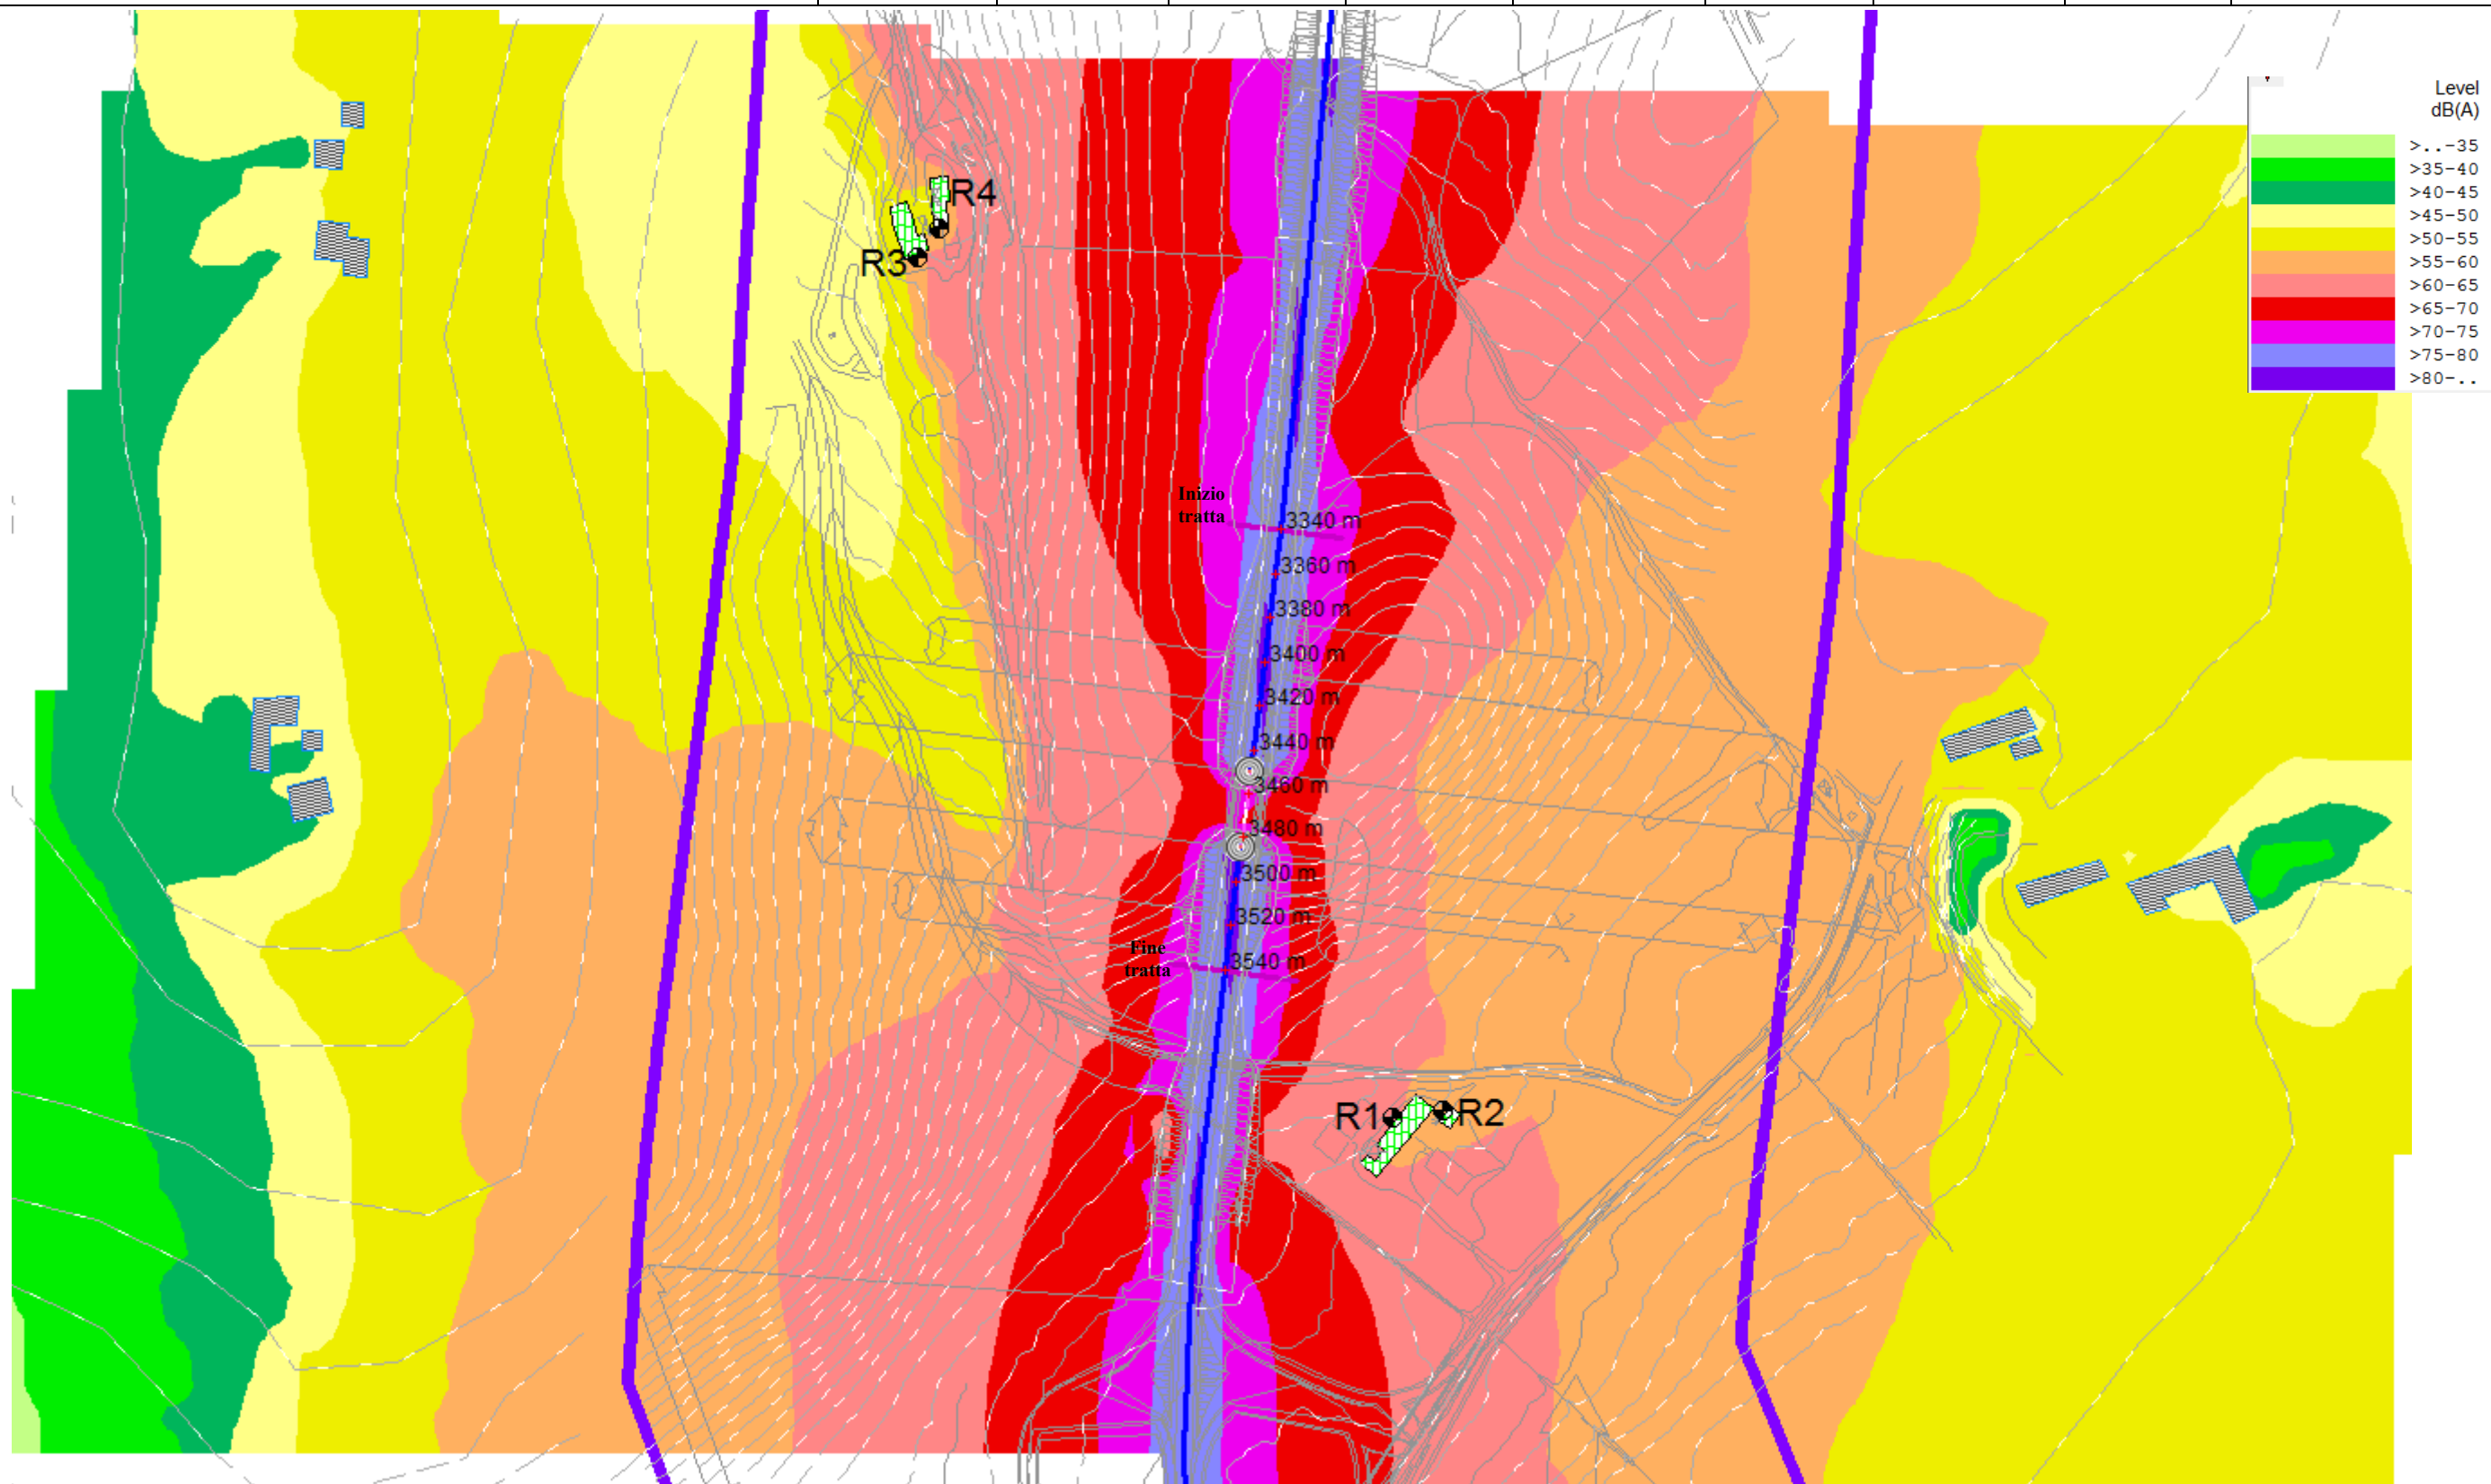 Level
dB(A)
>..-35
>35-40
>40-45
>45-50
>50-55
>55-60
>60-65
>65-70
>70-75
>75-80
>80-..
R4
R3
Inizio
tratta
3340 m
3360 m
3380 m
3400 m
3420 m
3440 m
3460 m
3480 m
3500 m
3520 m
Fine
tratta
3540 m
R1
R2